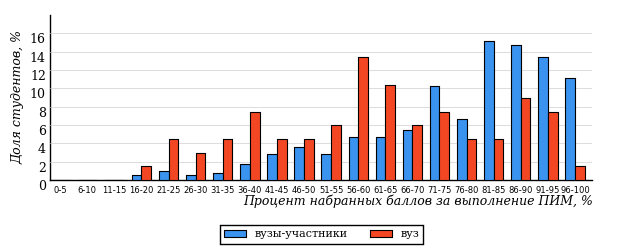 Доля студентов, %
16
14
12
10
8
6
4
2
0
0-5 6-10 11-15 16-20 21-25 26-30 31-35 36-40 41-45 46-50 51-55 56-60 61-65 66-70 71-75 76-80 81-85 86-90 91-95 96-100
Процент набранных баллов за выполнение ПИМ, %
вузы-участники вуз